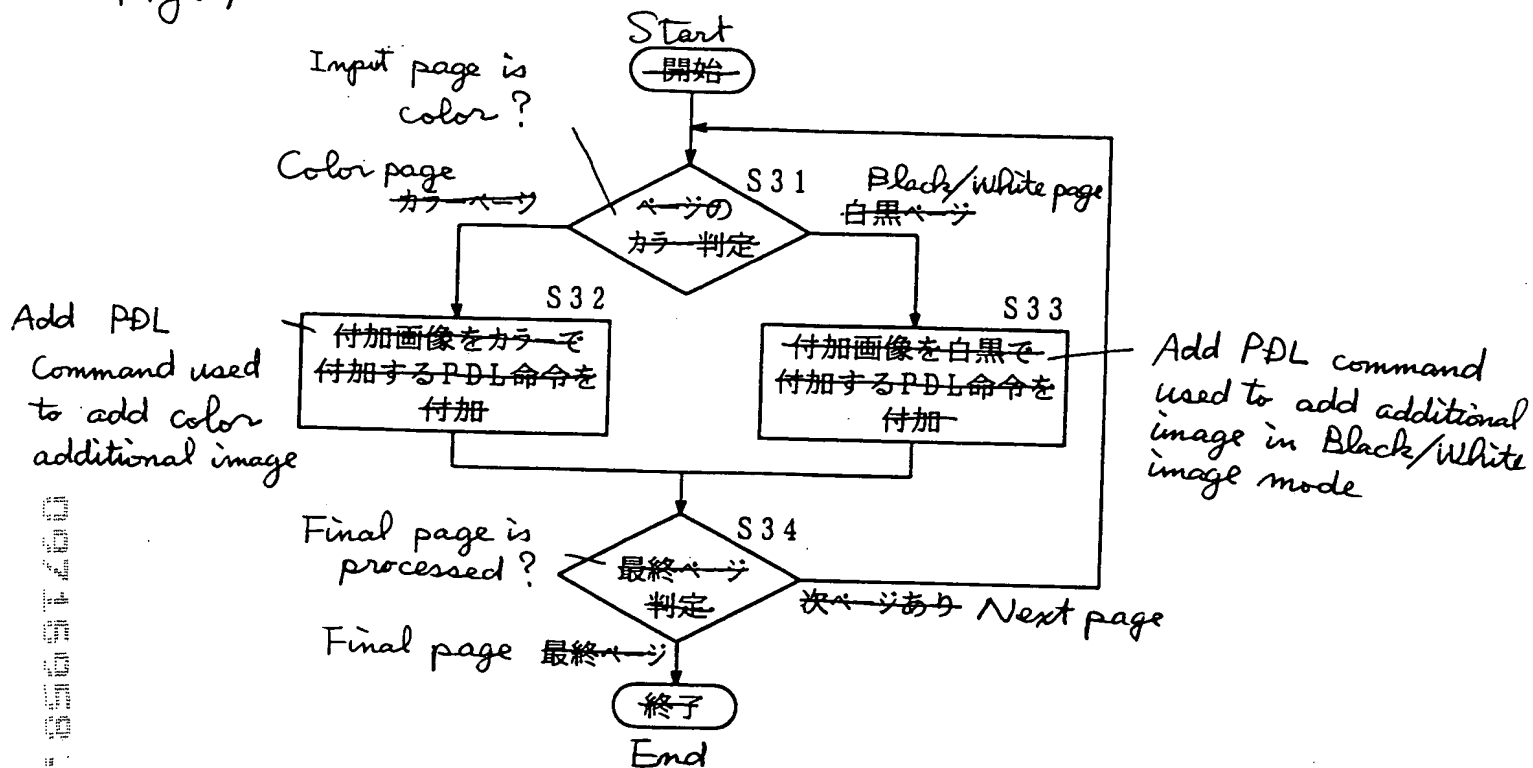 Start
開始
Input page is
color?
Color page
カラーページ
S31
ページの
カラー判定
Black/White page
白黒ページ
S32
付加画像をカラーで
付加するPDL命令を
付加
Add PDL
Command used
to add color
additional image
S33
付加画像を白黒で
付加するPDL命令を
付加
Add PDL command
used to add additional
image in Black/White
image mode
Final page is
processed?
S34
最終ページ
判定
次ページあり Next page
Final page 最終ページ
終了
End